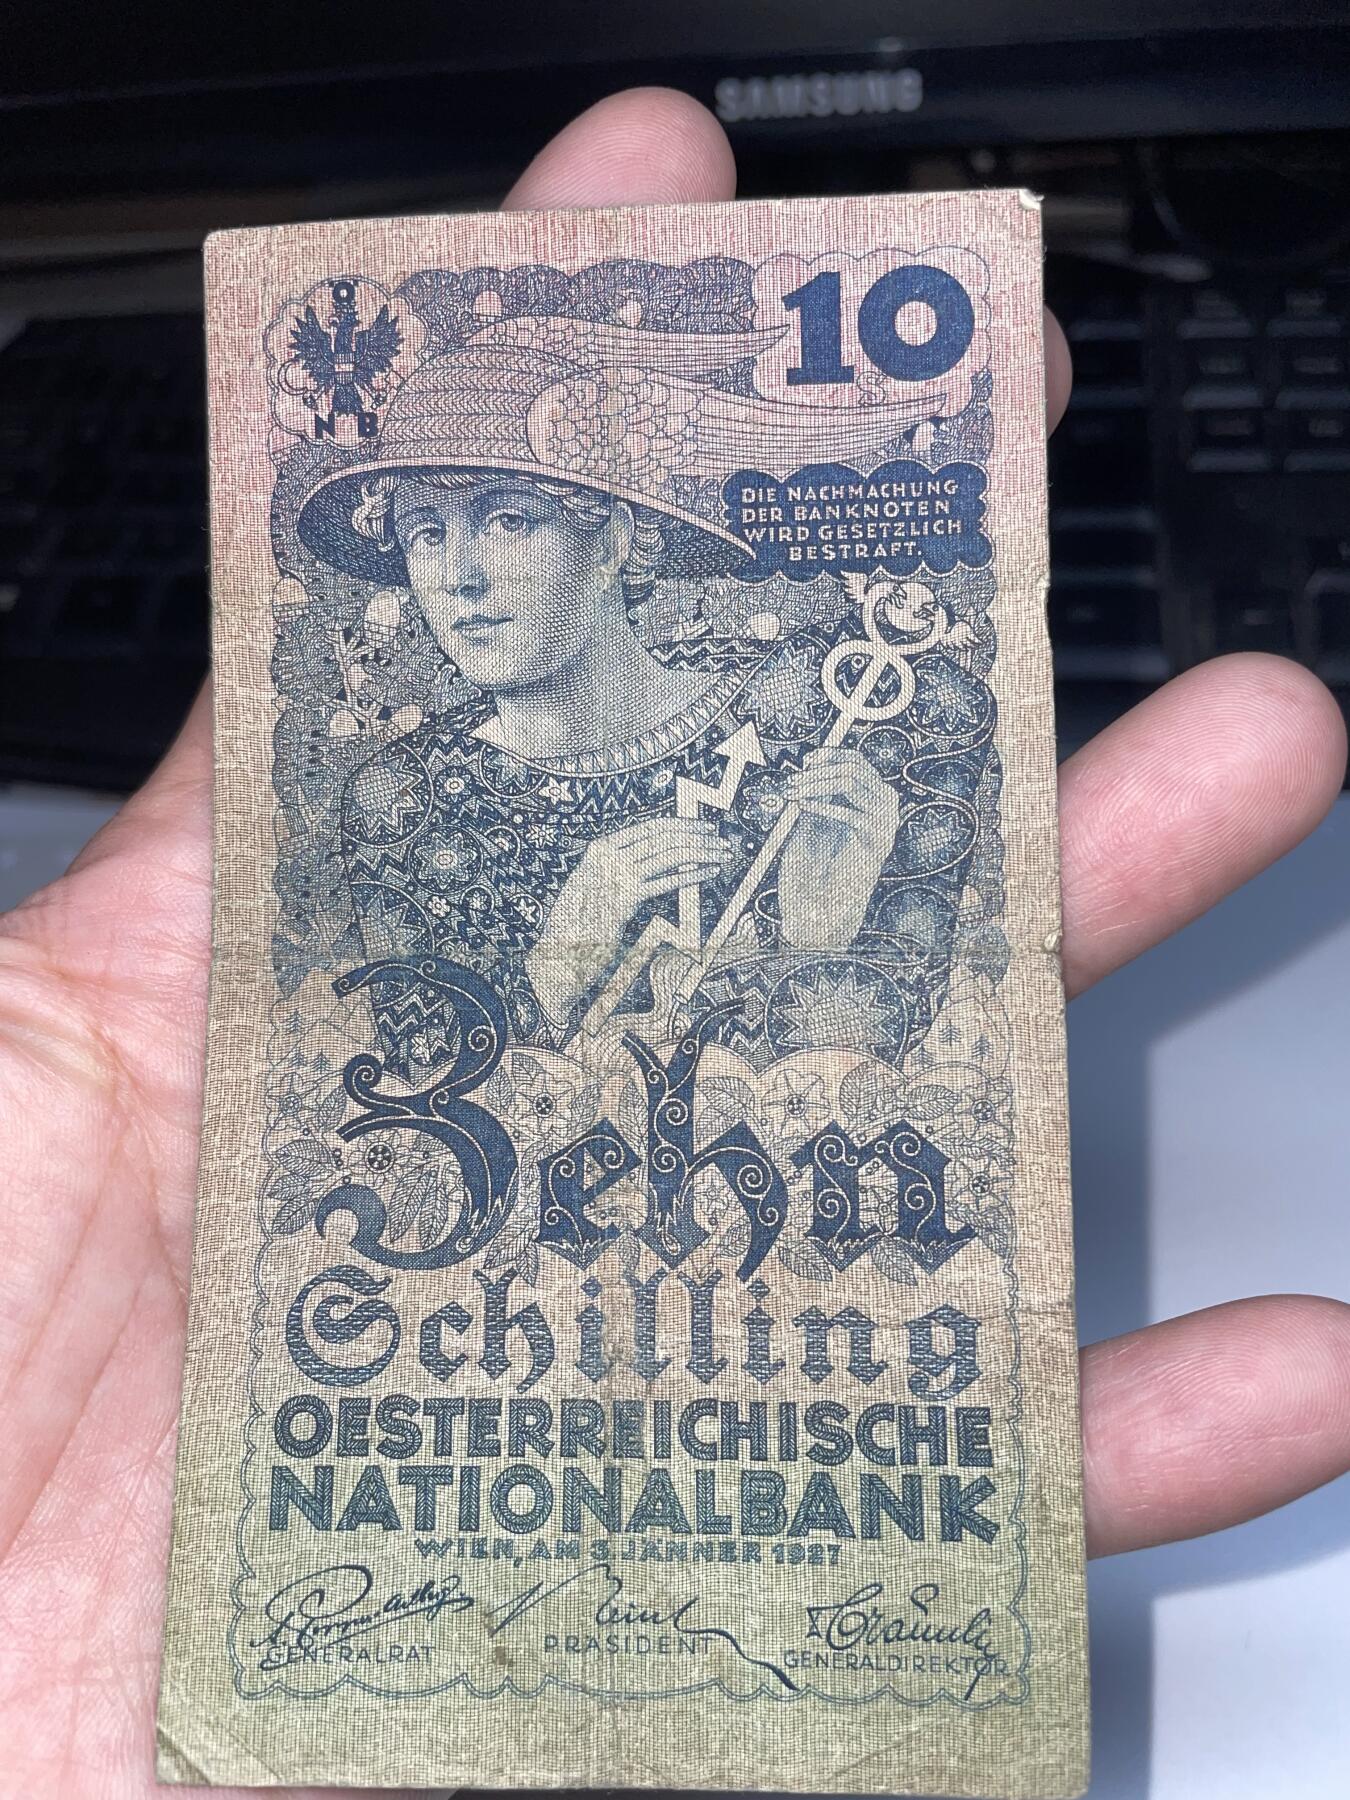 SAMSUNG
O
N B
10
DIE NACHMACHUNG
DER BANKNOTEN
WIRD GESETZLICH
BESTRAFT.
Zehn
Schilling
OESTERREICHISCHE
NATIONALBANK
WIEN, AM 3. JÄNNER 1927
GENERALRAT
PRÄSIDENT
GENERALDIREKTOR